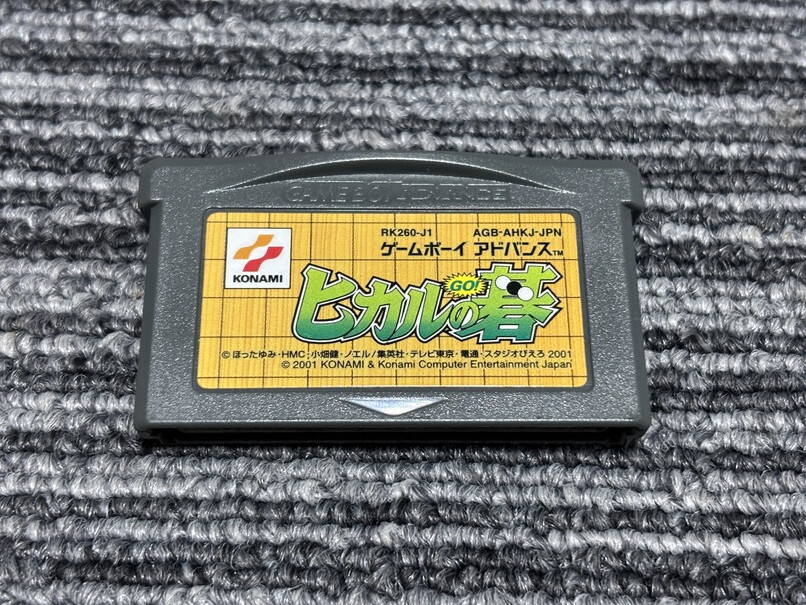 GAME BOY ADVANCE
RK260-J1 AGB-AHKJ-JPN
ゲームボーイ アドバンス™
KONAMI
GO!
ヒカルの碁
©ほったゆみ・HMC・小畑健・ノエル/集英社・テレビ東京・電通・スタジオぴえろ 2001
© 2001 KONAMI & Konami Computer Entertainment Japan